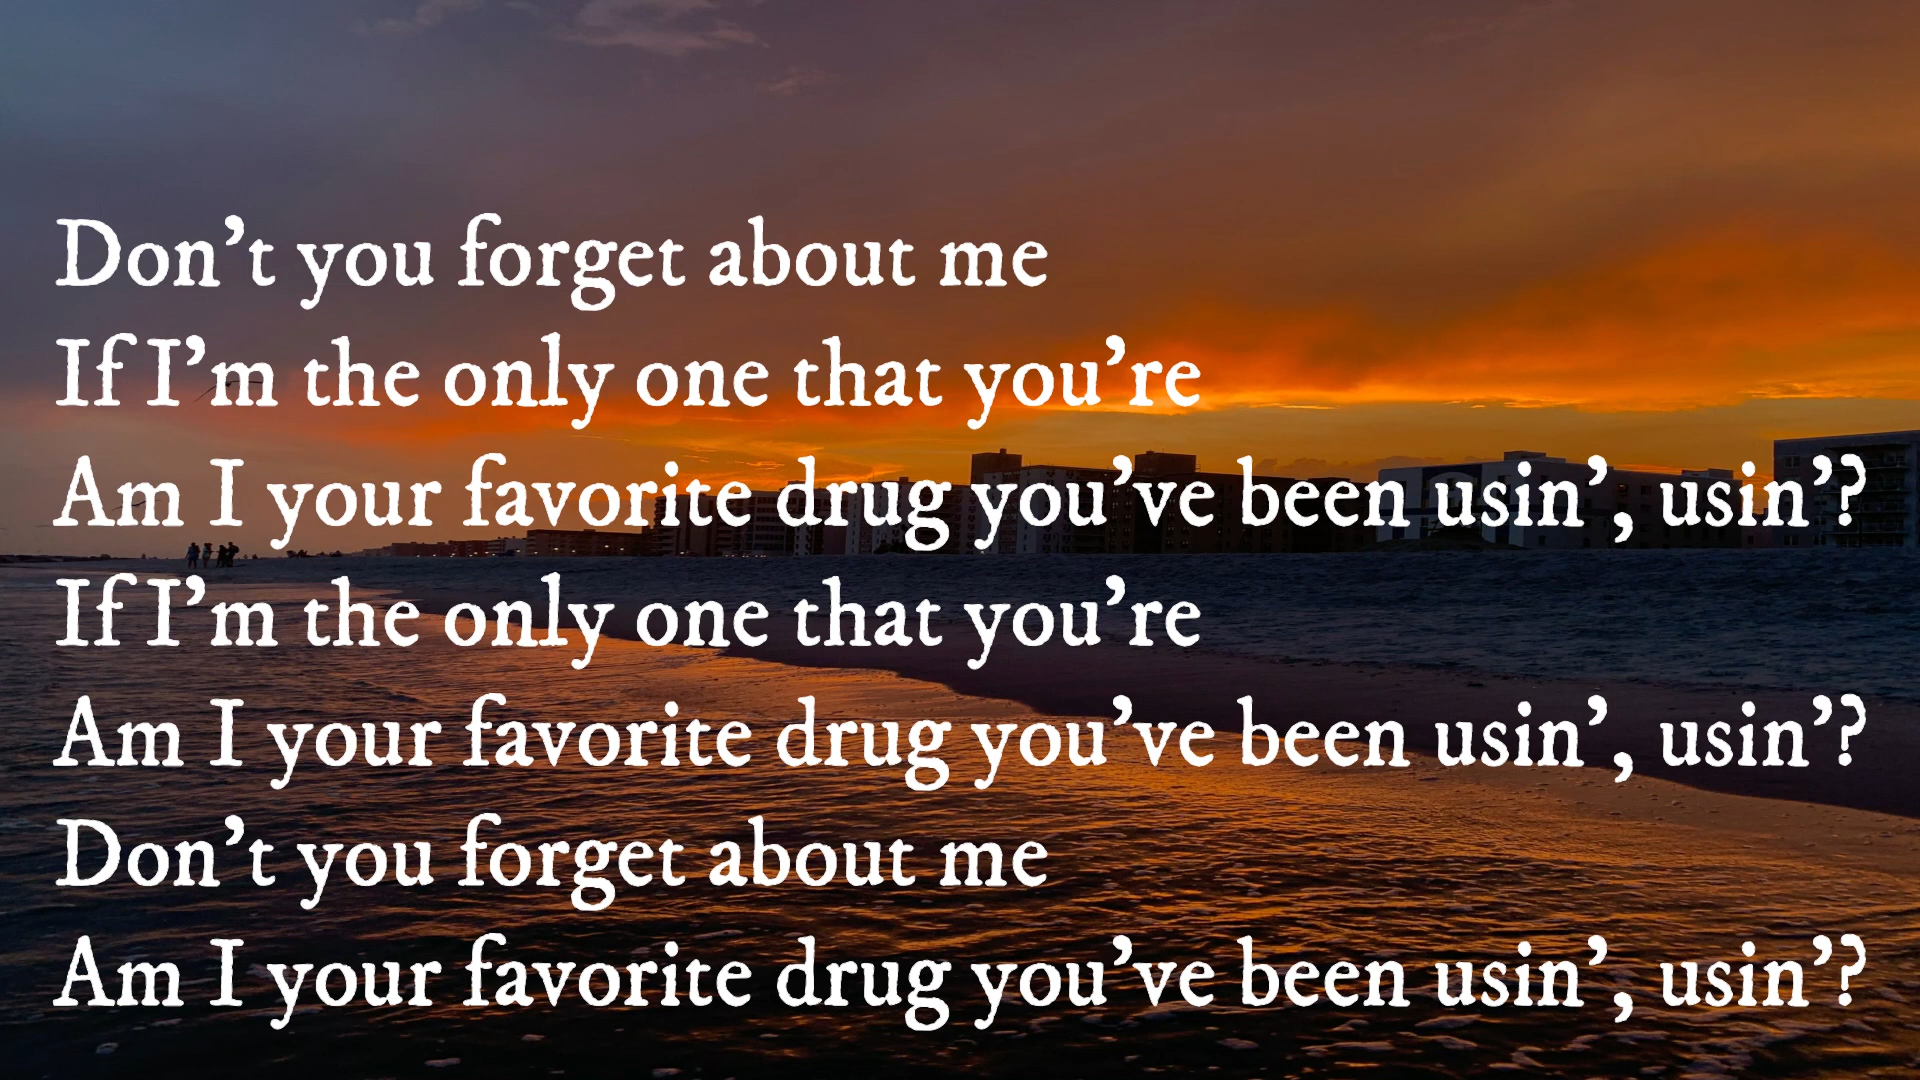 Don't you forget about me
If I'm the only one that you're
Am I your favorite drug you've been usin', usin'?
If I'm the only one that you're
Am I your favorite drug you've been usin', usin'?
Don't you forget about me
Am I your favorite drug you've been usin', usin'?